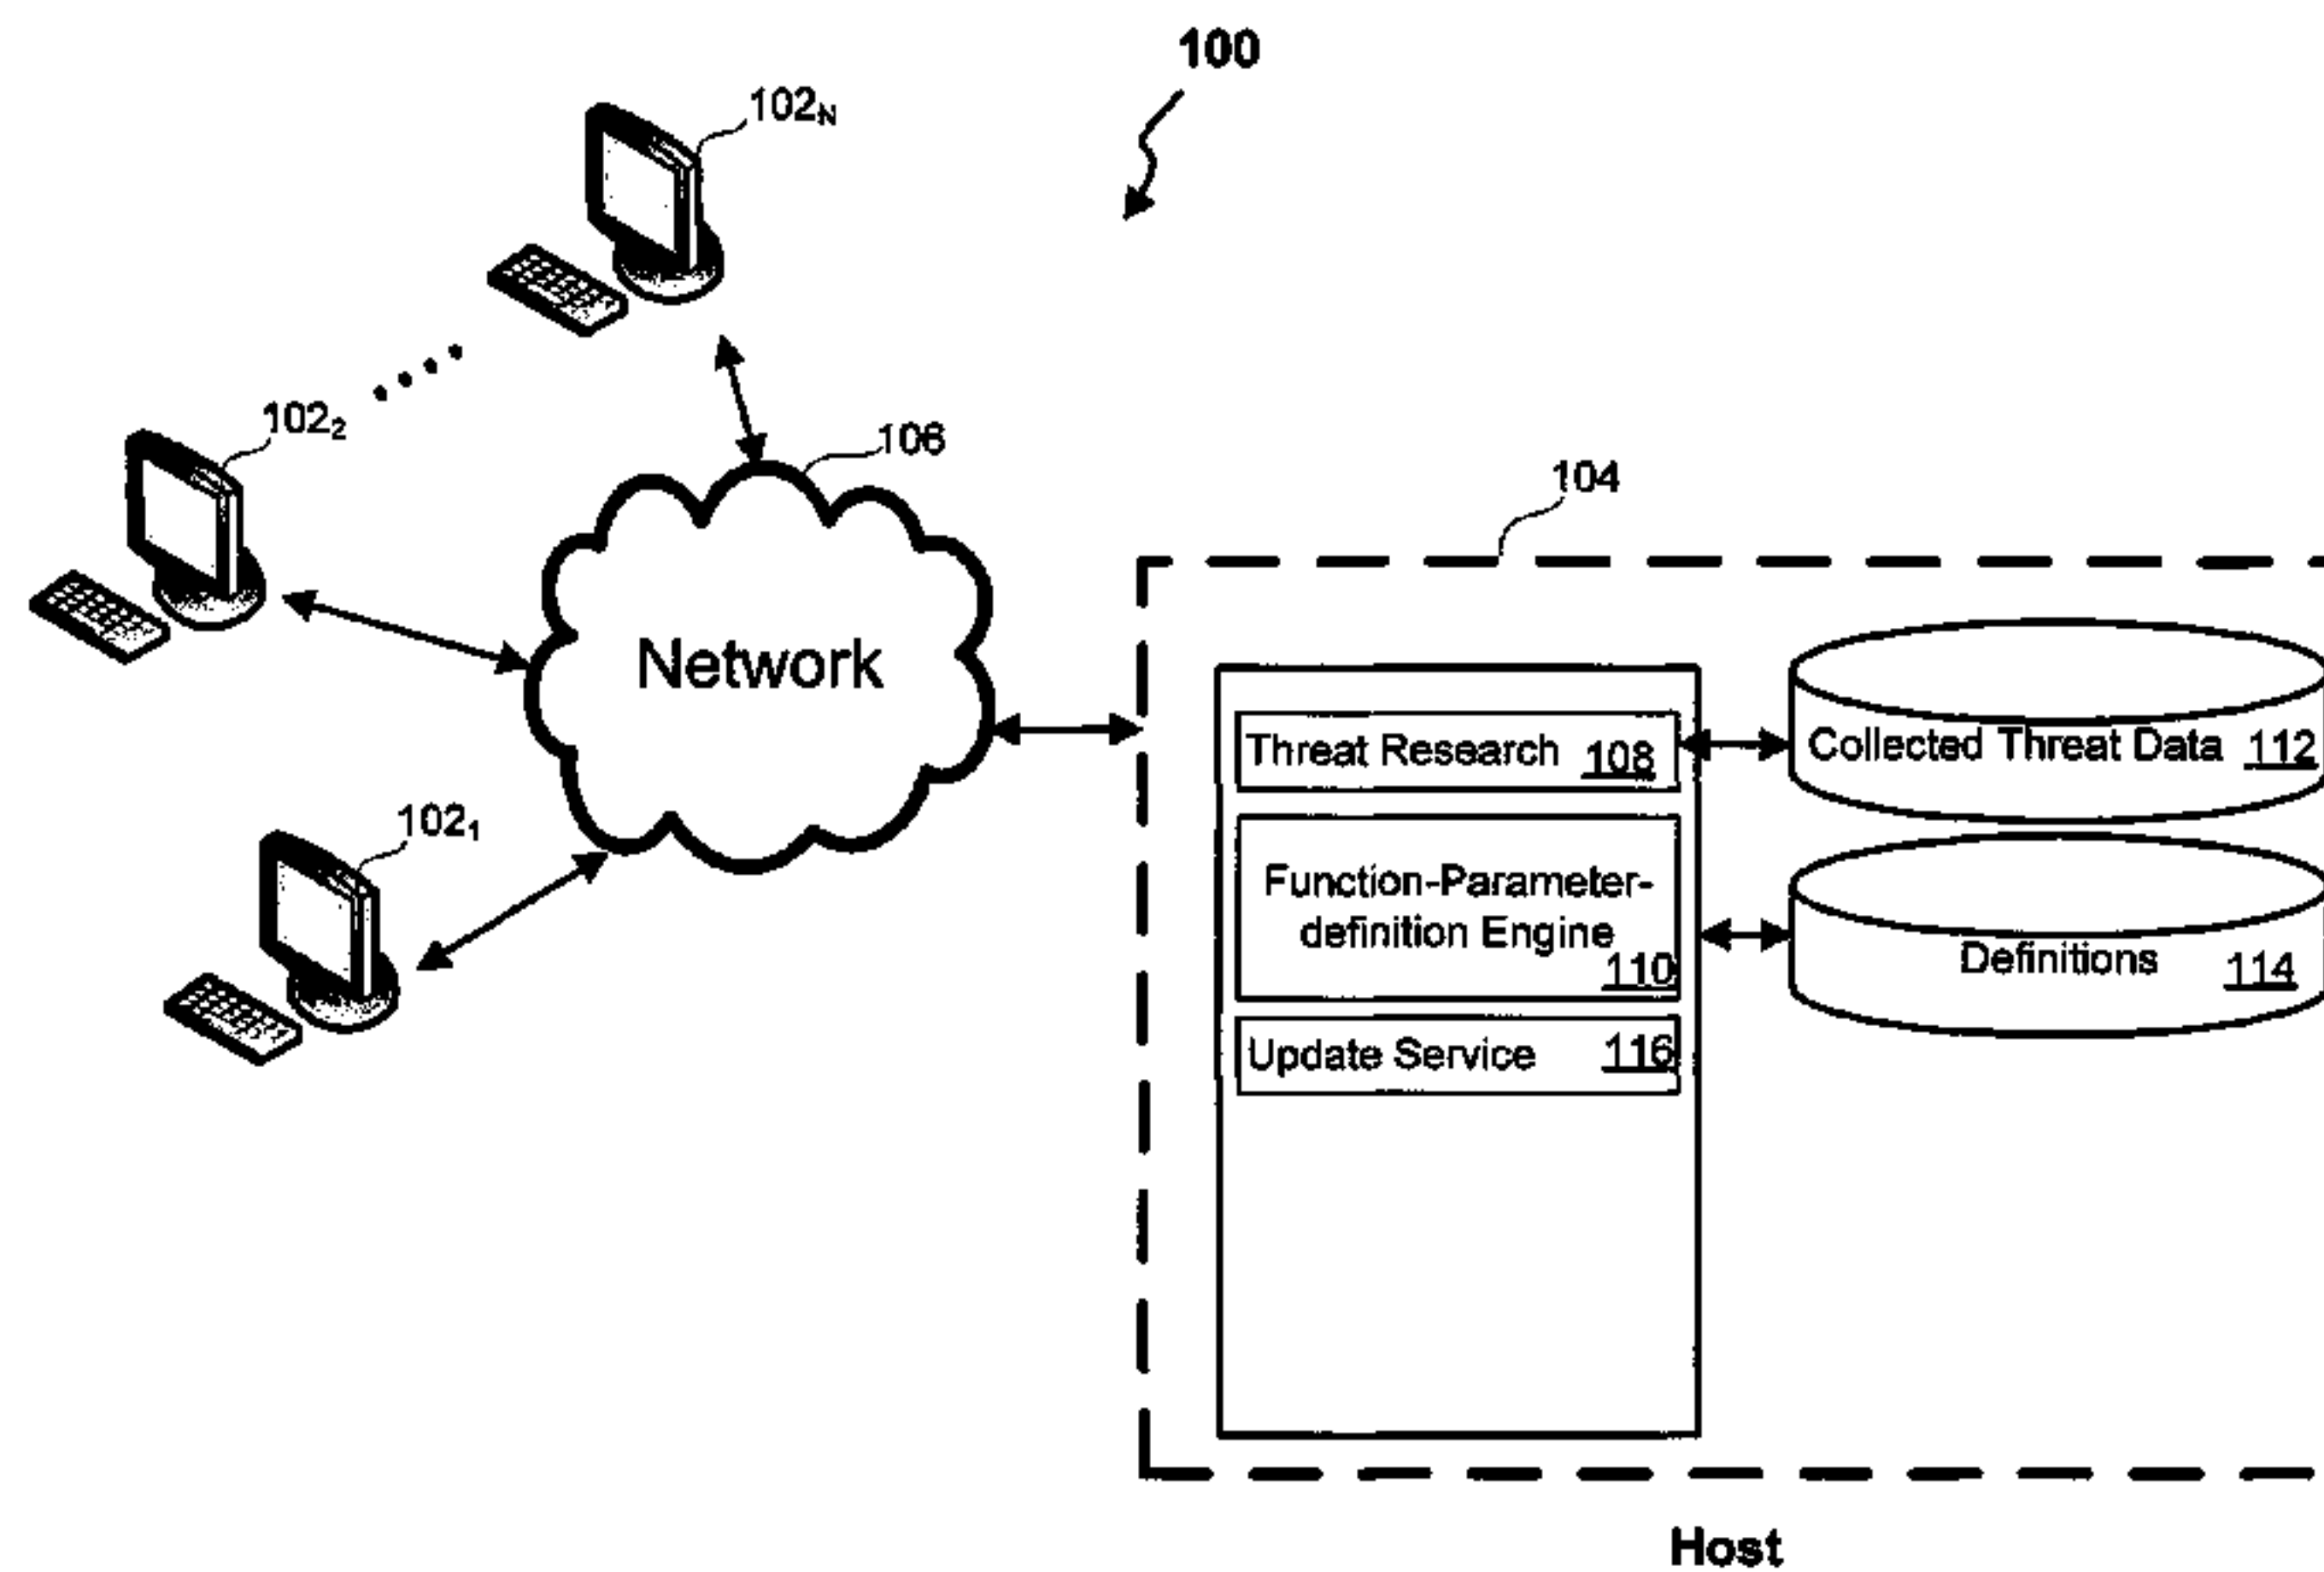 100
102N
1022
106
104
Network
Threat Research 108
Collected Threat Data 112
Function-Parameter-
definition Engine
110
Definitions 114
1021
Update Service 116
Host